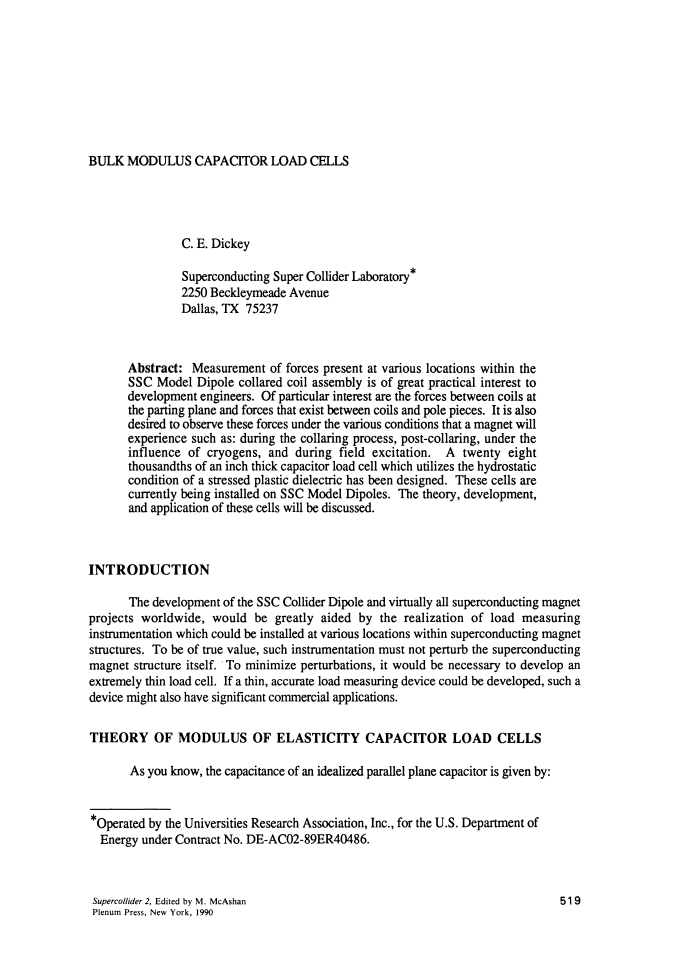 BULK MODULUS CAPACITOR LOAD CELLS
C. E. Dickey
Superconducting Super Collider Laboratory*
2250 Beckleymeade Avenue
Dallas, TX 75237
Abstract: Measurement of forces present at various locations within the
SSC Model Dipole collared coil assembly is of great practical interest to
development engineers. Of particular interest are the forces between coils at
the parting plane and forces that exist between coils and pole pieces. It is also
desired to observe these forces under the various conditions that a magnet will
experience such as: during the collaring process, post-collaring, under the
influence of cryogens, and during field excitation. A twenty eight
thousandths of an inch thick capacitor load cell which utilizes the hydrostatic
condition of a stressed plastic dielectric has been designed. These cells are
currently being installed on SSC Model Dipoles. The theory, development,
and application of these cells will be discussed.
INTRODUCTION
The development of the SSC Collider Dipole and virtually all superconducting magnet
projects worldwide, would be greatly aided by the realization of load measuring
instrumentation which could be installed at various locations within superconducting magnet
structures. To be of true value, such instrumentation must not perturb the superconducting
magnet structure itself. To minimize perturbations, it would be necessary to develop an
extremely thin load cell. If a thin, accurate load measuring device could be developed, such a
device might also have significant commercial applications.
THEORY OF MODULUS OF ELASTICITY CAPACITOR LOAD CELLS
As you know, the capacitance of an idealized parallel plane capacitor is given by:
*Operated by the Universities Research Association, Inc., for the U.S. Department of
Energy under Contract No. DE-AC02-89ER40486.
Supercollider 2, Edited by M. McAshan
Plenum Press, New York, 1990
519